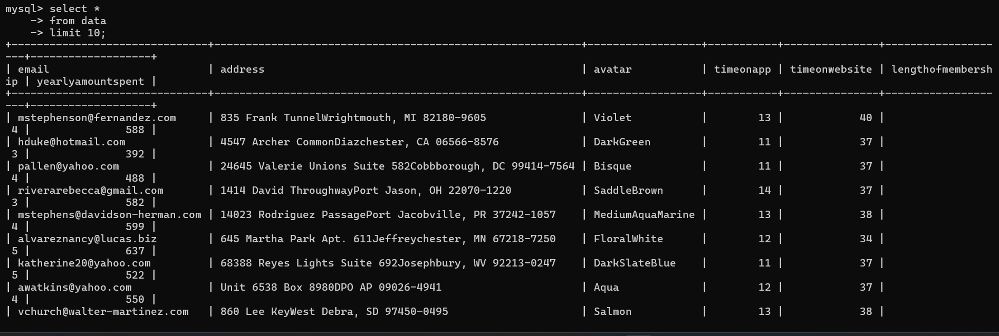 mysql> select *
    -> from data
    -> limit 10;
+-------------------------------+----------------------------------------------------------+------------------+-----------+---------------+-----------------
---+-------------------+
| email                         | address                                                  | avatar           | timeonapp | timeonwebsite | lengthofmembersh
ip | yearlyamountspent |
+-------------------------------+----------------------------------------------------------+------------------+-----------+---------------+-----------------
---+-------------------+
| mstephenson@fernandez.com     | 835 Frank TunnelWrightmouth, MI 82180-9605               | Violet           |        13 |            40 |
 4 |               588 |
| hduke@hotmail.com             | 4547 Archer CommonDiazchester, CA 06566-8576             | DarkGreen        |        11 |            37 |
 3 |               392 |
| pallen@yahoo.com              | 24645 Valerie Unions Suite 582Cobbborough, DC 99414-7564 | Bisque           |        11 |            37 |
 4 |               488 |
| riverarebecca@gmail.com       | 1414 David ThroughwayPort Jason, OH 22070-1220           | SaddleBrown      |        14 |            37 |
 3 |               582 |
| mstephens@davidson-herman.com | 14023 Rodriguez PassagePort Jacobville, PR 37242-1057    | MediumAquaMarine |        13 |            38 |
 4 |               599 |
| alvareznancy@lucas.biz        | 645 Martha Park Apt. 611Jeffreychester, MN 67218-7250    | FloralWhite      |        12 |            34 |
 5 |               637 |
| katherine20@yahoo.com         | 68388 Reyes Lights Suite 692Josephbury, WV 92213-0247    | DarkSlateBlue    |        11 |            37 |
 5 |               522 |
| awatkins@yahoo.com            | Unit 6538 Box 8980DPO AP 09026-4941                      | Aqua             |        12 |            37 |
 4 |               550 |
| vchurch@walter-martinez.com   | 860 Lee KeyWest Debra, SD 97450-0495                     | Salmon           |        13 |            38 |